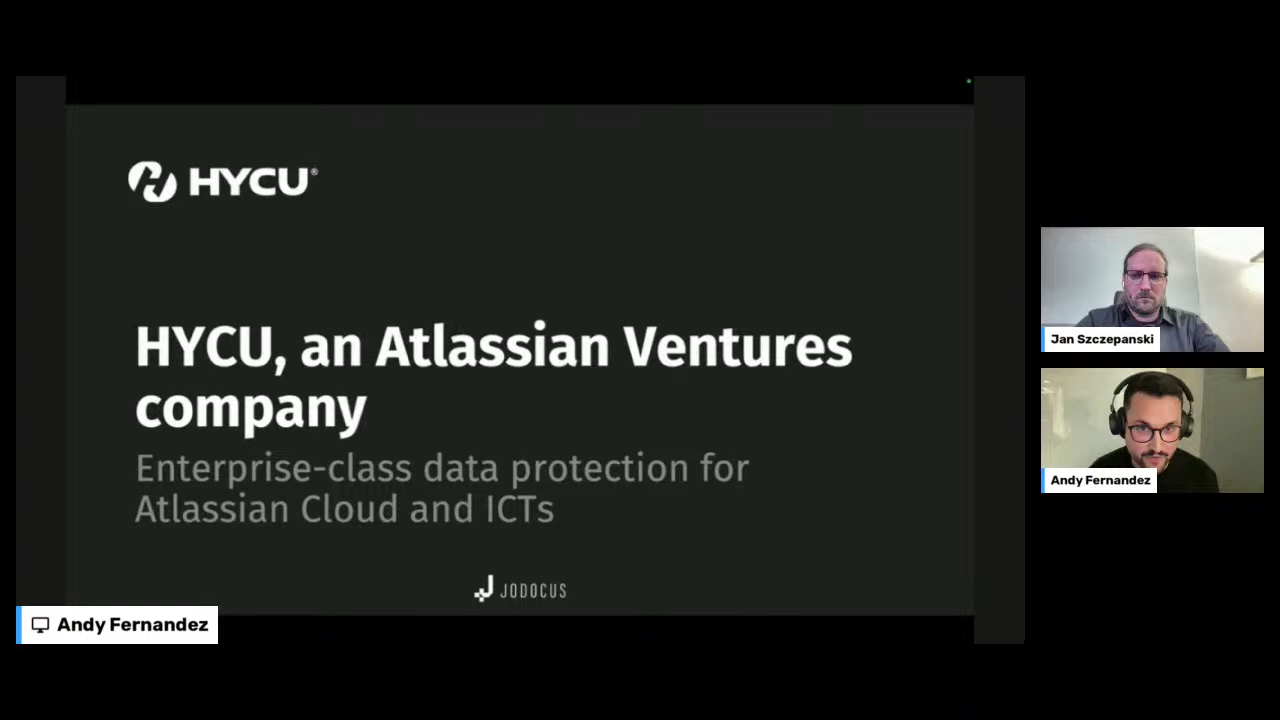 HYCU®
HYCU, an Atlassian Ventures
company
Enterprise-class data protection for
Atlassian Cloud and ICTs
JODOCUS
Andy Fernandez
Jan Szczepanski
Andy Fernandez